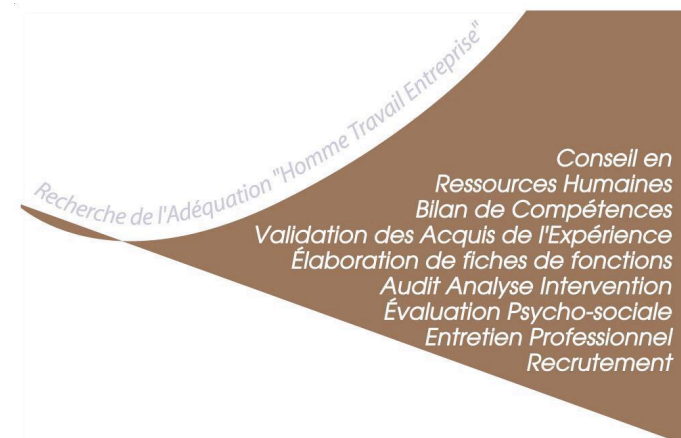 Recherche de l'Adéquation "Homme Travail Entreprise"
Conseil en
Ressources Humaines
Bilan de Compétences
Validation des Acquis de l'Expérience
Élaboration de fiches de fonctions
Audit Analyse Intervention
Évaluation Psycho-sociale
Entretien Professionnel
Recrutement